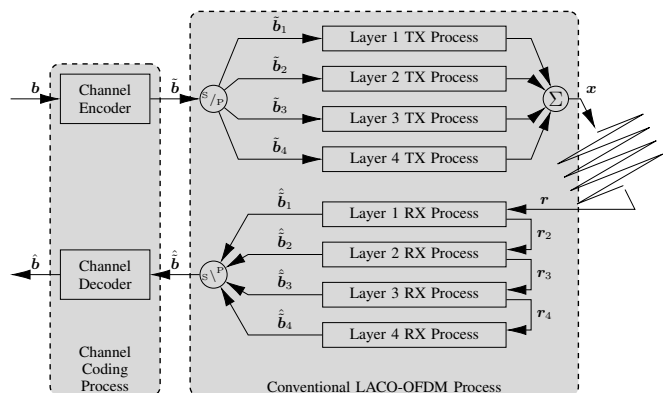 b
Channel
Encoder
b̃
S/P
b̃₁
Layer 1 TX Process
b̃₂
Layer 2 TX Process
b̃₃
Layer 3 TX Process
b̃₄
Layer 4 TX Process
Σ
x
r
Layer 1 RX Process
b̃̂₁
r₂
Layer 2 RX Process
b̃̂₂
r₃
Layer 3 RX Process
b̃̂₃
r₄
Layer 4 RX Process
b̃̂₄
S\P
b̃̂
Channel
Decoder
b̂
Channel
Coding
Process
Conventional LACO-OFDM Process